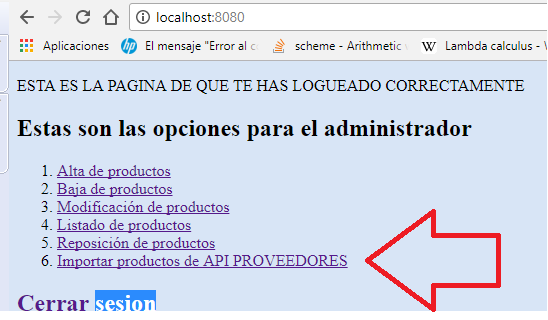 localhost:8080
Aplicaciones El mensaje "Error al c scheme - Arithmetic Lambda calculus - Wi
ESTA ES LA PAGINA DE QUE TE HAS LOGUEADO CORRECTAMENTE
Estas son las opciones para el administrador
1. Alta de productos
2. Baja de productos
3. Modificación de productos
4. Listado de productos
5. Reposición de productos
6. Importar productos de API PROVEEDORES
Cerrar sesion